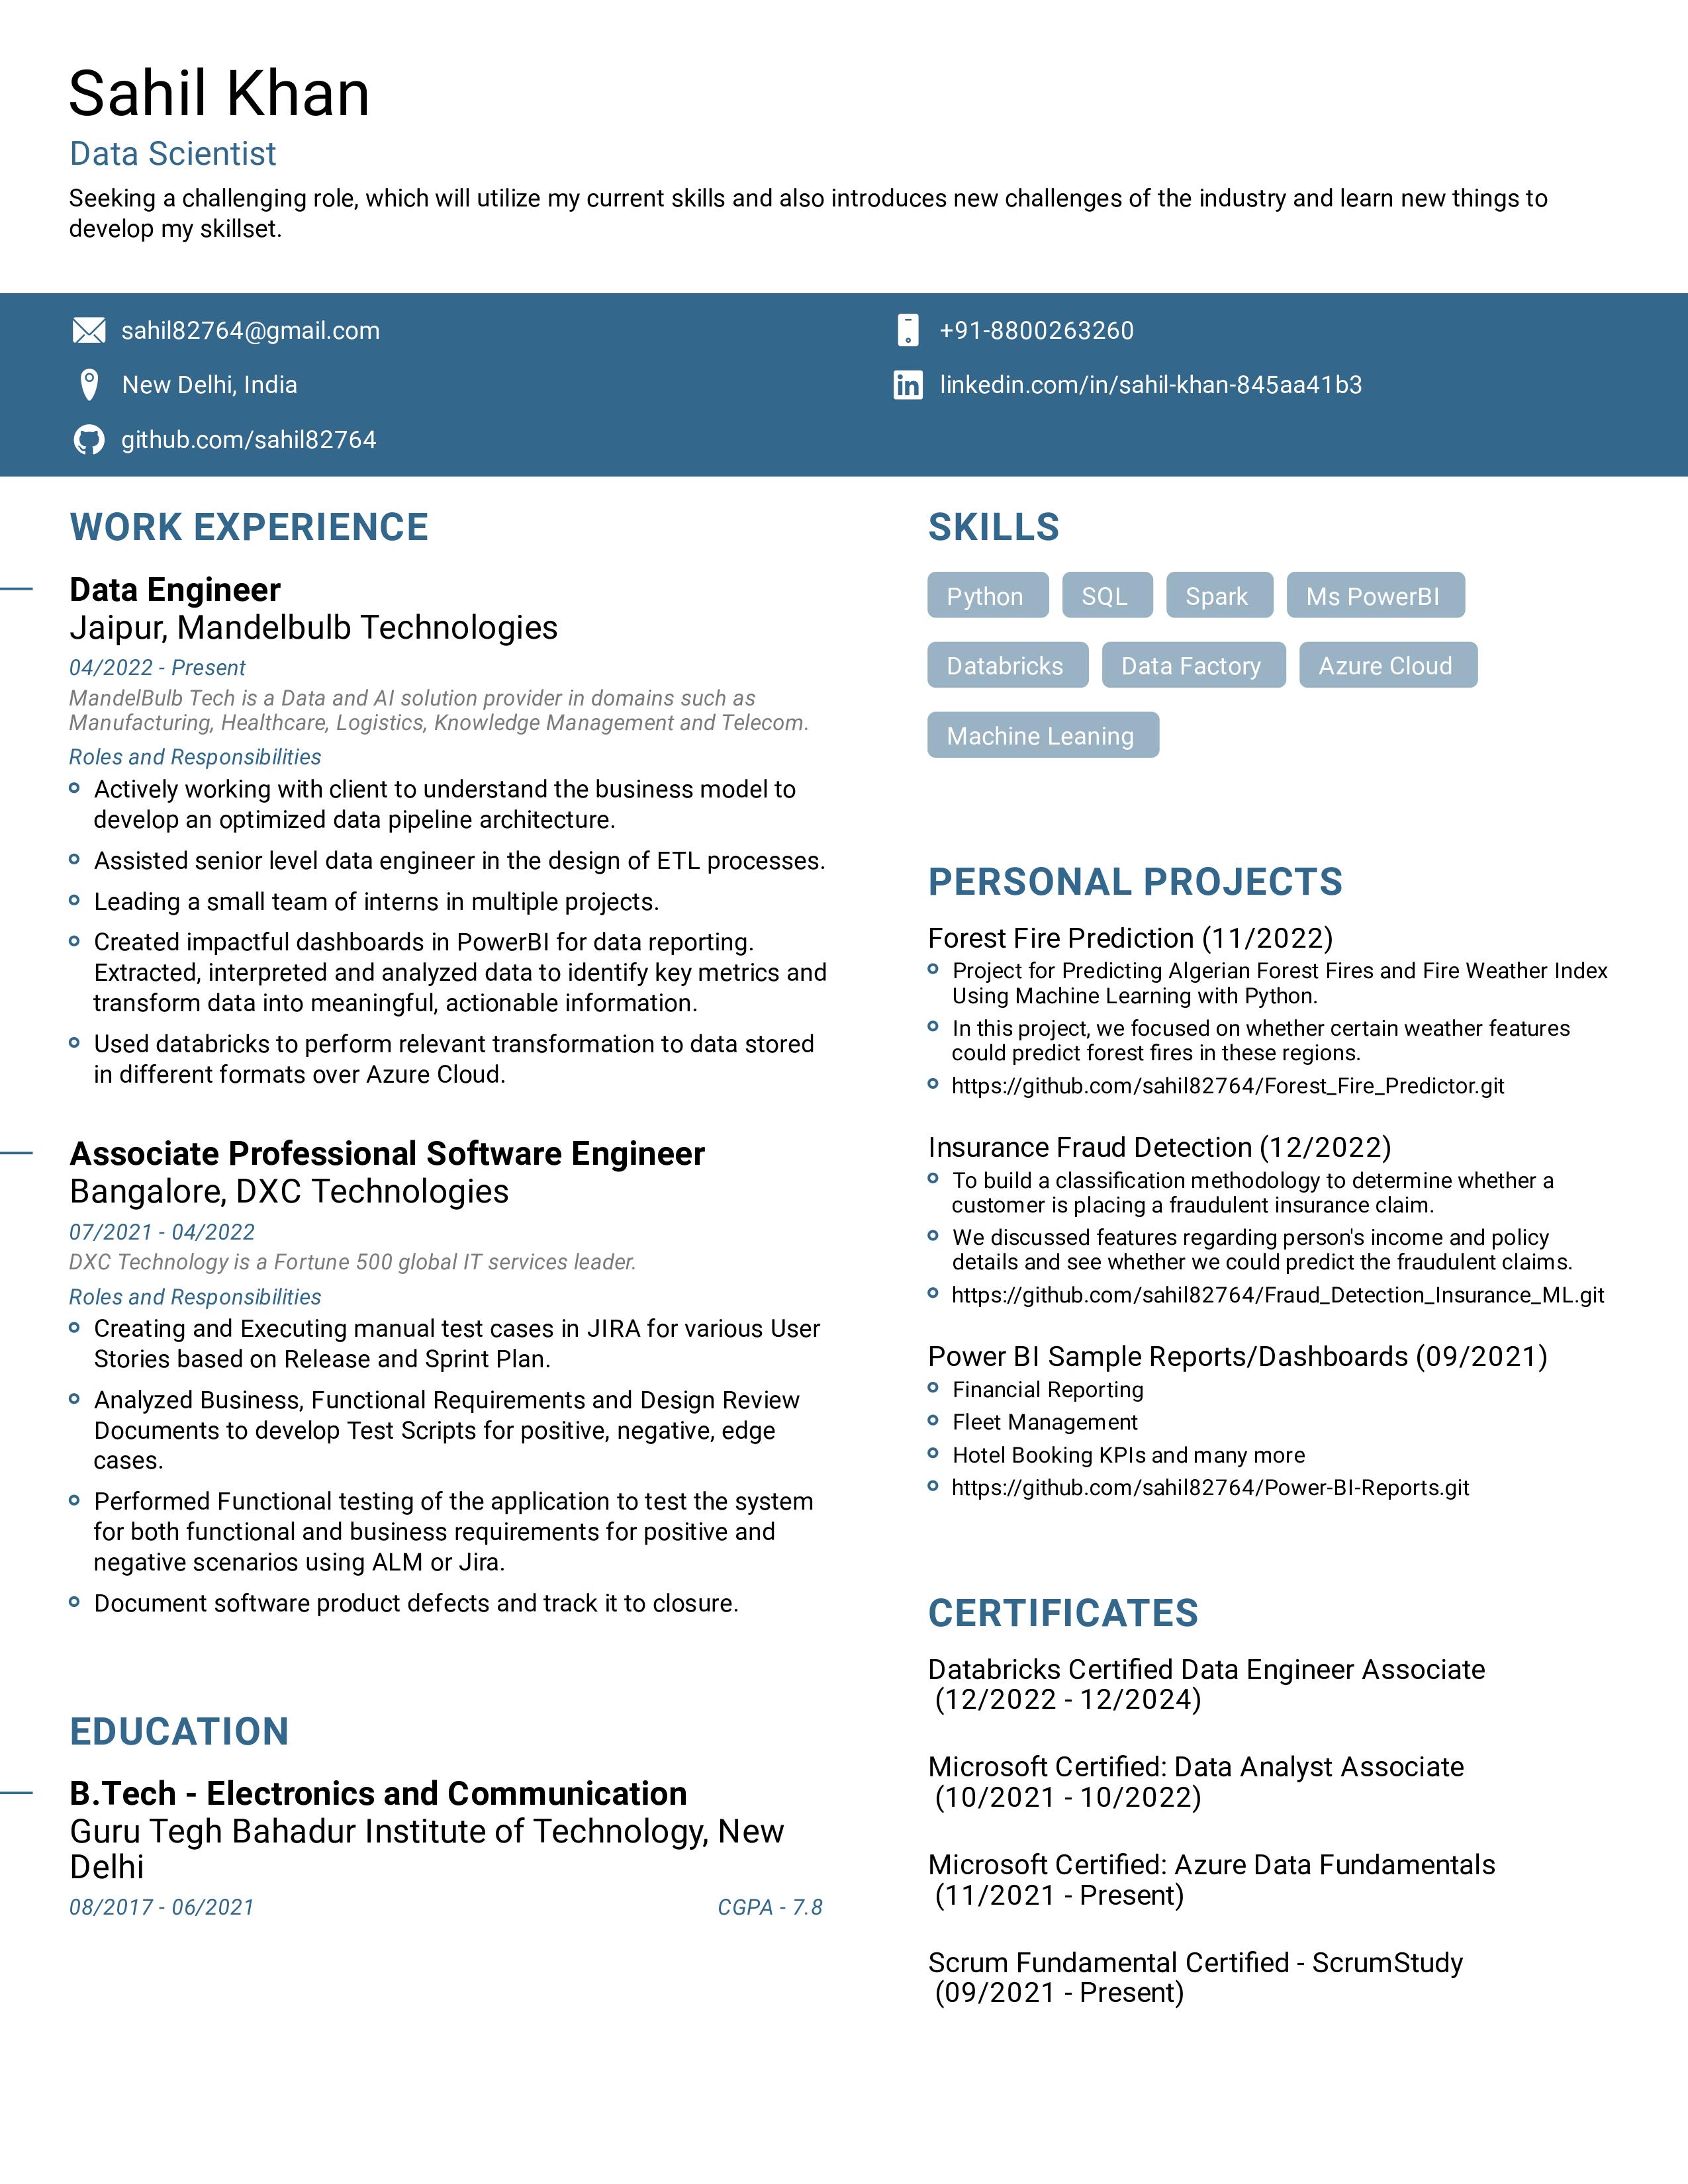 Sahil Khan
Data Scientist
Seeking a challenging role, which will utilize my current skills and also introduces new challenges of the industry and learn new things to
develop my skillset.
sahil82764@gmail.com
+91-8800263260
New Delhi, India
linkedin.com/in/sahil-khan-845aa41b3
github.com/sahil82764
WORK EXPERIENCE
Data Engineer
Jaipur, Mandelbulb Technologies
04/2022 - Present
MandelBulb Tech is a Data and AI solution provider in domains such as
Manufacturing, Healthcare, Logistics, Knowledge Management and Telecom.
Roles and Responsibilities
Actively working with client to understand the business model to
develop an optimized data pipeline architecture.
Assisted senior level data engineer in the design of ETL processes.
Leading a small team of interns in multiple projects.
Created impactful dashboards in PowerBI for data reporting.
Extracted, interpreted and analyzed data to identify key metrics and
transform data into meaningful, actionable information.
Used databricks to perform relevant transformation to data stored
in different formats over Azure Cloud.
Associate Professional Software Engineer
Bangalore, DXC Technologies
07/2021 - 04/2022
DXC Technology is a Fortune 500 global IT services leader.
Roles and Responsibilities
Creating and Executing manual test cases in JIRA for various User
Stories based on Release and Sprint Plan.
Analyzed Business, Functional Requirements and Design Review
Documents to develop Test Scripts for positive, negative, edge
cases.
Performed Functional testing of the application to test the system
for both functional and business requirements for positive and
negative scenarios using ALM or Jira.
Document software product defects and track it to closure.
EDUCATION
B.Tech - Electronics and Communication
Guru Tegh Bahadur Institute of Technology, New
Delhi
08/2017 - 06/2021 CGPA - 7.8
SKILLS
Python SQL Spark Ms PowerBI
Databricks Data Factory Azure Cloud
Machine Leaning
PERSONAL PROJECTS
Forest Fire Prediction (11/2022)
Project for Predicting Algerian Forest Fires and Fire Weather Index
Using Machine Learning with Python.
In this project, we focused on whether certain weather features
could predict forest fires in these regions.
https://github.com/sahil82764/Forest_Fire_Predictor.git
Insurance Fraud Detection (12/2022)
To build a classification methodology to determine whether a
customer is placing a fraudulent insurance claim.
We discussed features regarding person's income and policy
details and see whether we could predict the fraudulent claims.
https://github.com/sahil82764/Fraud_Detection_Insurance_ML.git
Power BI Sample Reports/Dashboards (09/2021)
Financial Reporting
Fleet Management
Hotel Booking KPIs and many more
https://github.com/sahil82764/Power-BI-Reports.git
CERTIFICATES
Databricks Certified Data Engineer Associate
(12/2022 - 12/2024)
Microsoft Certified: Data Analyst Associate
(10/2021 - 10/2022)
Microsoft Certified: Azure Data Fundamentals
(11/2021 - Present)
Scrum Fundamental Certified - ScrumStudy
(09/2021 - Present)